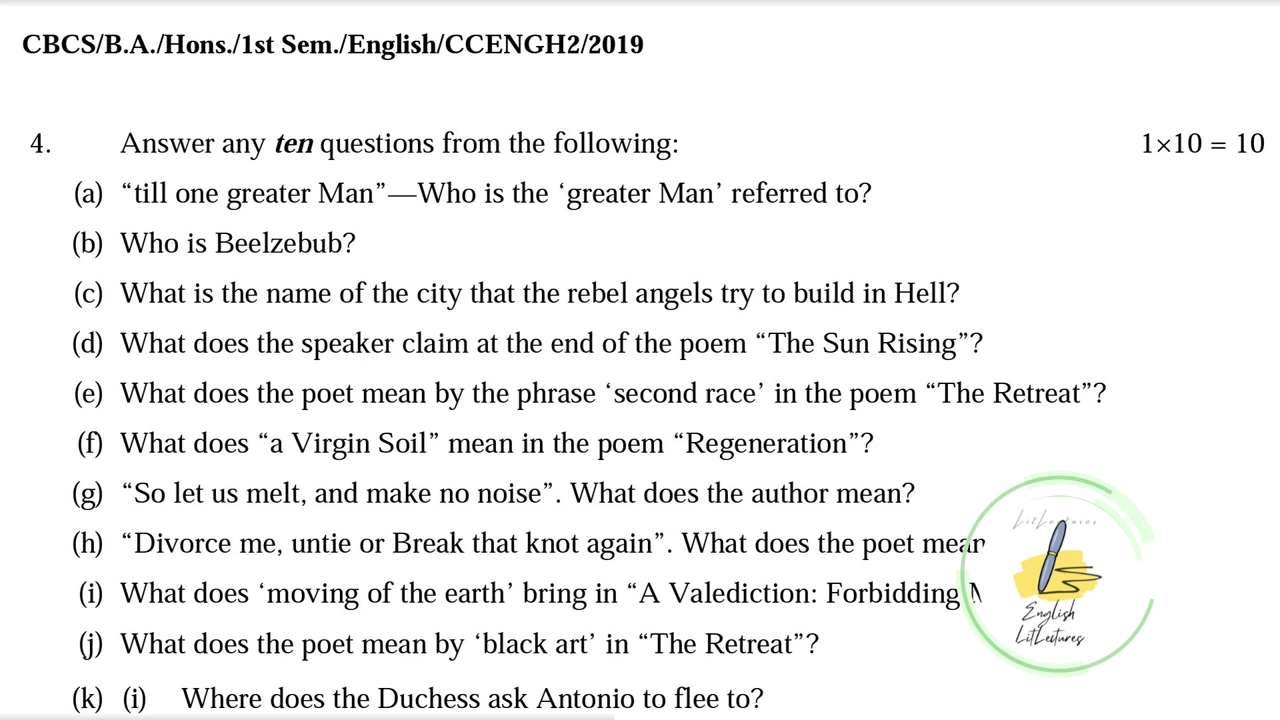 CBCS/B.A./Hons./1st Sem./English/CCENGH2/2019
4. Answer any ten questions from the following: 1×10 = 10
(a) “till one greater Man”—Who is the ‘greater Man’ referred to?
(b) Who is Beelzebub?
(c) What is the name of the city that the rebel angels try to build in Hell?
(d) What does the speaker claim at the end of the poem “The Sun Rising”?
(e) What does the poet mean by the phrase ‘second race’ in the poem “The Retreat”?
(f) What does “a Virgin Soil” mean in the poem “Regeneration”?
(g) “So let us melt, and make no noise”. What does the author mean?
(h) “Divorce me, untie or Break that knot again”. What does the poet mean
(i) What does ‘moving of the earth’ bring in “A Valediction: Forbidding
(j) What does the poet mean by ‘black art’ in “The Retreat”?
(k) (i) Where does the Duchess ask Antonio to flee to?
LitLectures
English
LitLectures